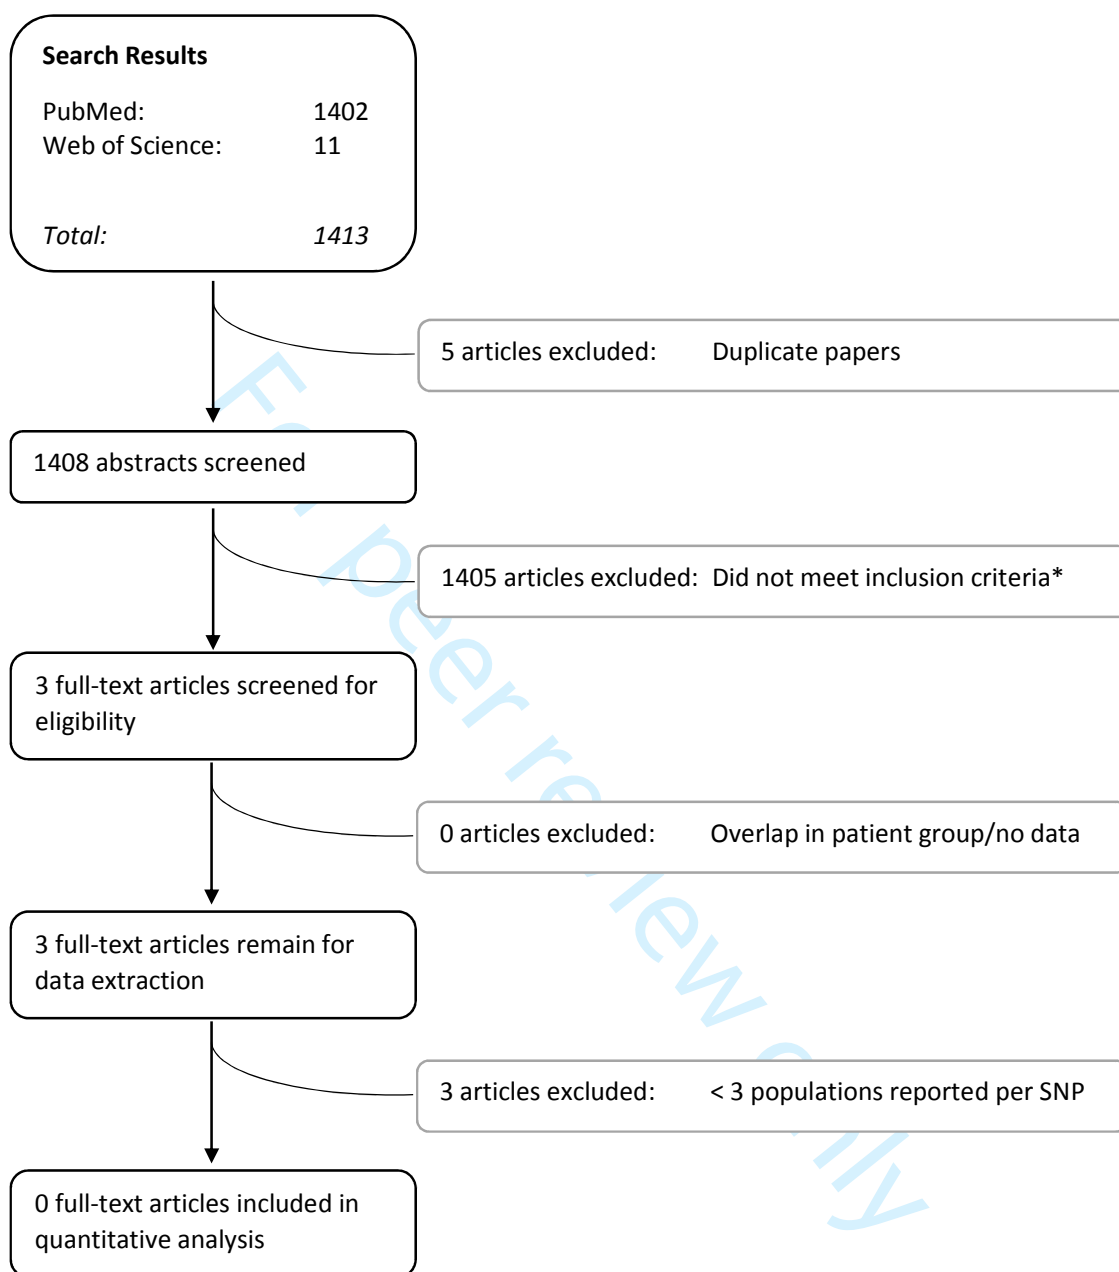 Search Results
PubMed: 1402
Web of Science: 11
Total: 1413
5 articles excluded: Duplicate papers
1408 abstracts screened
1405 articles excluded: Did not meet inclusion criteria*
3 full-text articles screened for
eligibility
0 articles excluded: Overlap in patient group/no data
3 full-text articles remain for
data extraction
3 articles excluded: < 3 populations reported per SNP
0 full-text articles included in
quantitative analysis
For peer review only